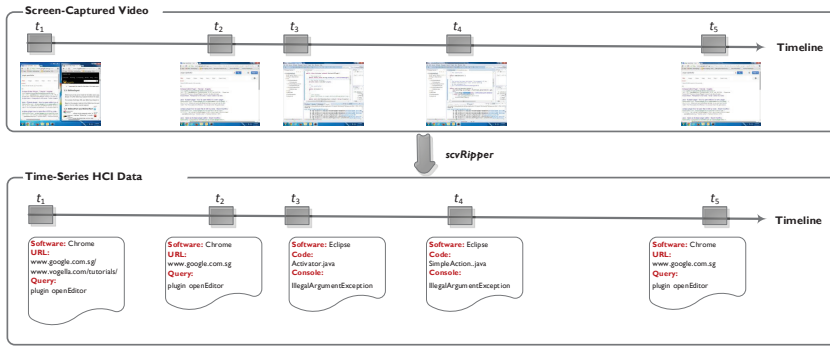 Screen-Captured Video
t1 t2 t3 t4 t5
Timeline
scvRipper
Time-Series HCI Data
t1 t2 t3 t4 t5
Timeline
Software: Chrome
URL:
www.google.com.sg/
www.vogella.com/tutorials/
Query:
plugin openEditor
Software: Chrome
URL:
www.google.com.sg
Query:
plugin openEditor
Software: Eclipse
Code:
Activator.java
Console:
IllegalArgumentException
Software: Eclipse
Code:
SimpleAction..java
Console:
IllegalArgumentException
Software: Chrome
URL:
www.google.com.sg
Query:
plugin openEditor